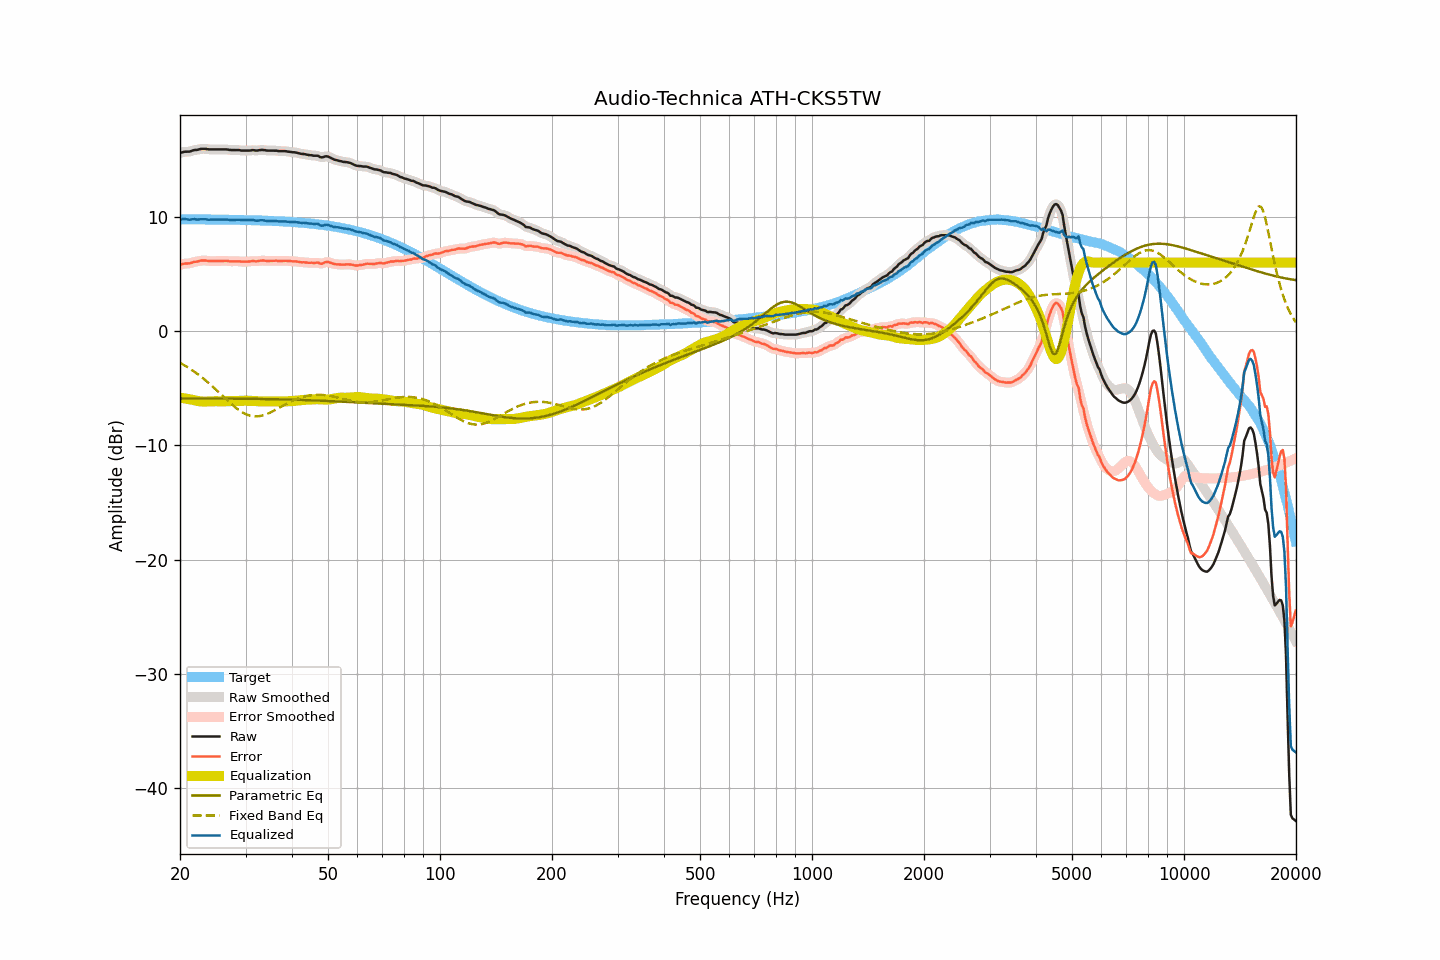 Audio-Technica ATH-CKS5TW
Amplitude (dBr)
10
0
−10
−20
−30
−40
Target
Raw Smoothed
Error Smoothed
Raw
Error
Equalization
Parametric Eq
Fixed Band Eq
Equalized
20 50 100 200 500 1000 2000 5000 10000 20000
Frequency (Hz)